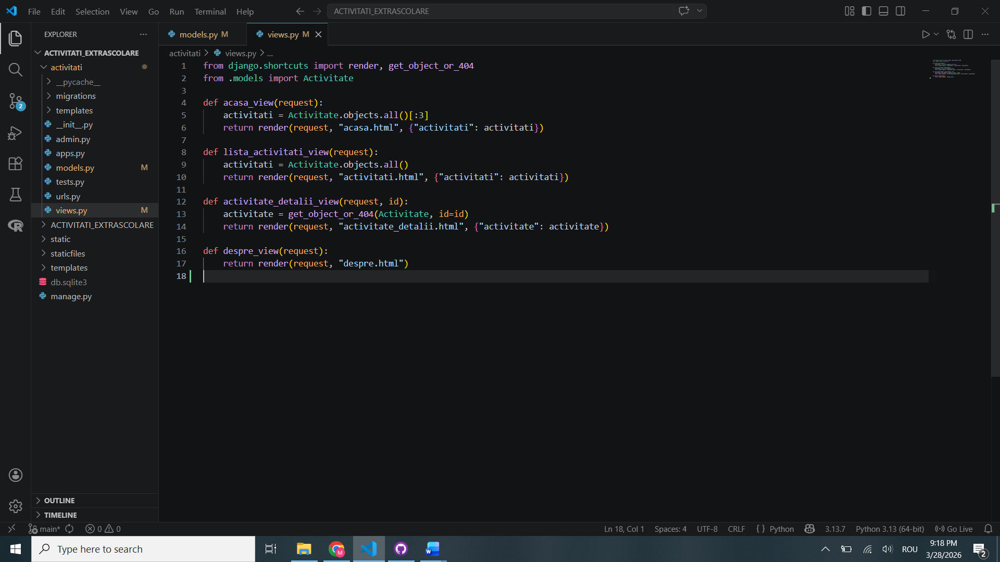 File Edit Selection View Go Run Terminal Help
ACTIVITATI_EXTRASCOLARE
EXPLORER
ACTIVITATI_EXTRASCOLARE
activitati
__pycache__
migrations
templates
__init__.py
admin.py
apps.py
models.py M
tests.py
urls.py
views.py M
ACTIVITATI_EXTRASCOLARE
static
staticfiles
templates
db.sqlite3
manage.py
OUTLINE
TIMELINE
2
models.py M
views.py M
activitati > views.py > ...
1 from django.shortcuts import render, get_object_or_404
2 from .models import Activitate
3
4 def acasa_view(request):
5 activitati = Activitate.objects.all()[:3]
6 return render(request, "acasa.html", {"activitati": activitati})
7
8 def lista_activitati_view(request):
9 activitati = Activitate.objects.all()
10 return render(request, "activitati.html", {"activitati": activitati})
11
12 def activitate_detalii_view(request, id):
13 activitate = get_object_or_404(Activitate, id=id)
14 return render(request, "activitate_detalii.html", {"activitate": activitate})
15
16 def despre_view(request):
17 return render(request, "despre.html")
18
main* 0 0 Ln 18, Col 1 Spaces: 4 UTF-8 CRLF { } Python 3.13.7 Python 3.13 (64-bit) Go Live
Type here to search
ROU
9:18 PM
3/28/2026
2